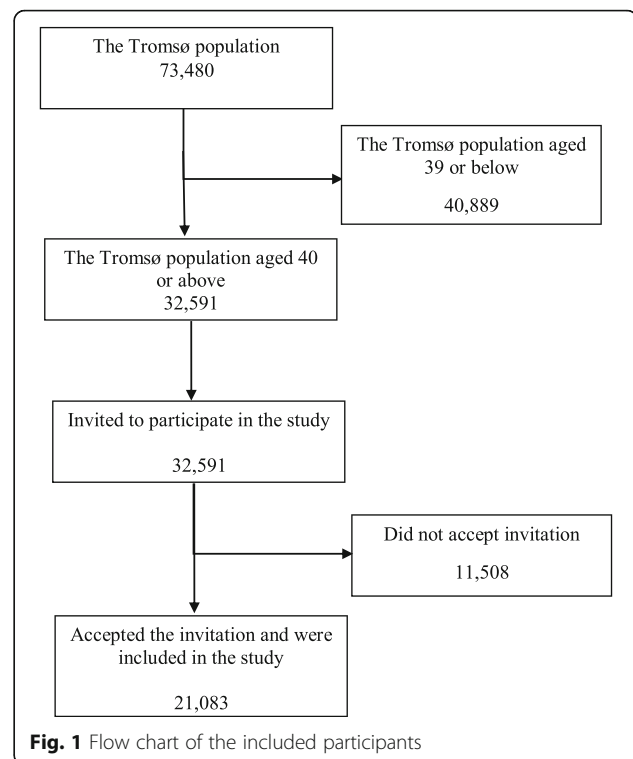 The Tromsø population
73,480
The Tromsø population aged
39 or below
40,889
The Tromsø population aged 40
or above
32,591
Invited to participate in the study
32,591
Did not accept invitation
11,508
Accepted the invitation and were
included in the study
21,083
Fig. 1 Flow chart of the included participants